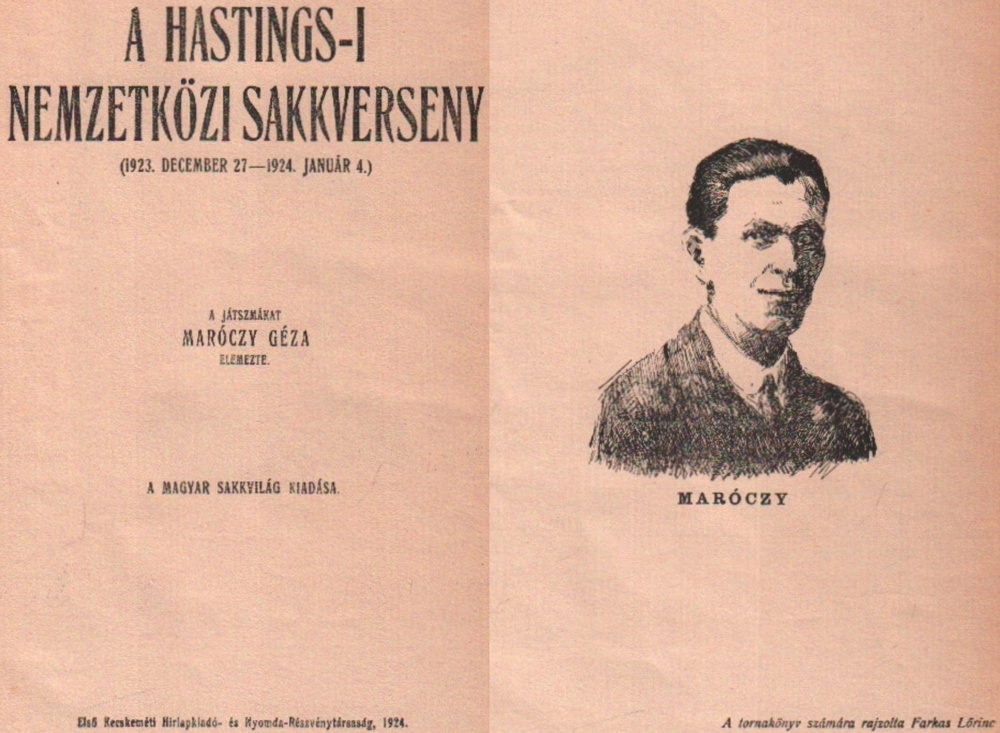 A HASTINGS-I
NEMZETKÖZI SAKKVERSENY
(1923. DECEMBER 27—1924. JANUÁR 4.)
A JÁTSZMÁKAT
MARÓCZY GÉZA
ELEMEZTE.
A MAGYAR SAKKVILÁG KIADÁSA.
Első Kecskeméti Hirlapkiadó- és Nyomda-Részvénytársaság, 1924.
MARÓCZY
A tornakönyv számára rajzolta Farkas Lőrinc